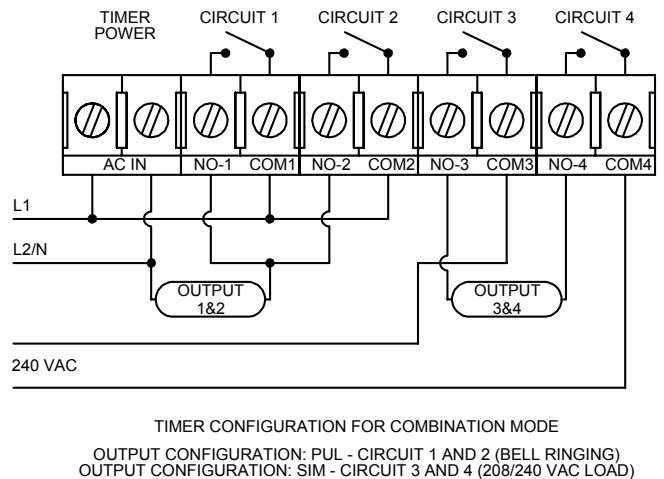 TIMER POWER
CIRCUIT 1
CIRCUIT 2
CIRCUIT 3
CIRCUIT 4
AC IN
NO-1
COM1
NO-2
COM2
NO-3
COM3
NO-4
COM4
L1
L2/N
OUTPUT
1&2
OUTPUT
3&4
240 VAC
TIMER CONFIGURATION FOR COMBINATION MODE
OUTPUT CONFIGURATION: PUL - CIRCUIT 1 AND 2 (BELL RINGING)
OUTPUT CONFIGURATION: SIM - CIRCUIT 3 AND 4 (208/240 VAC LOAD)